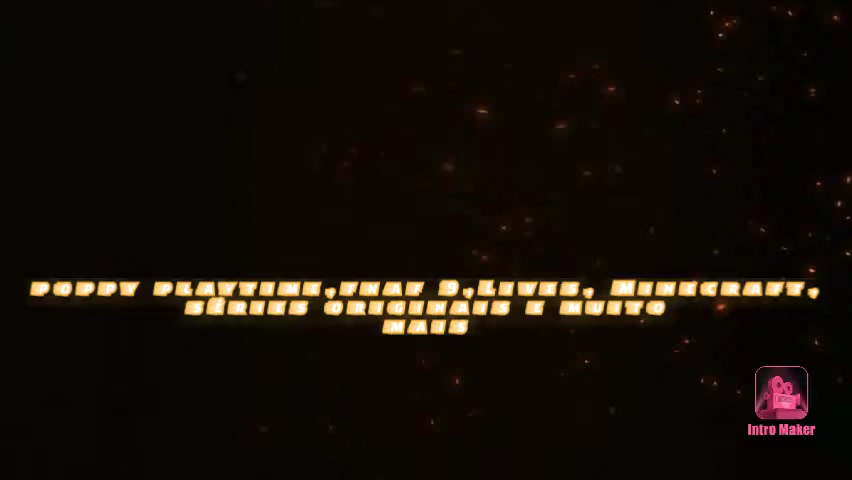 POPPY PLAYTIME,FNAF 9,LIVES, MINECRAFT,
SÉRIES ORIGINAIS E MUITO
MAIS
Intro Maker